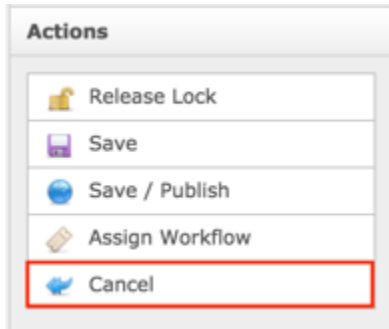 Actions
Release Lock
Save
Save / Publish
Assign Workflow
Cancel